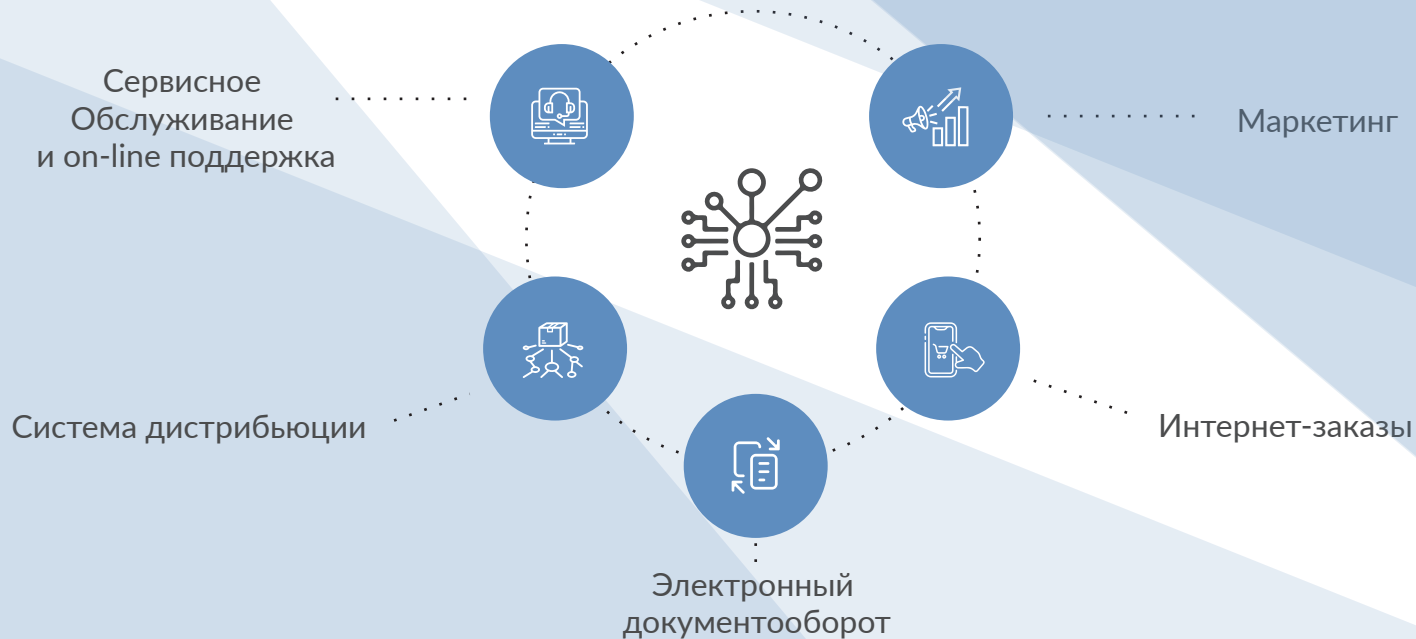 Сервисное
Обслуживание
и on-line поддержка
Маркетинг
Система дистрибьюции
Интернет-заказы
Электронный
документооборот